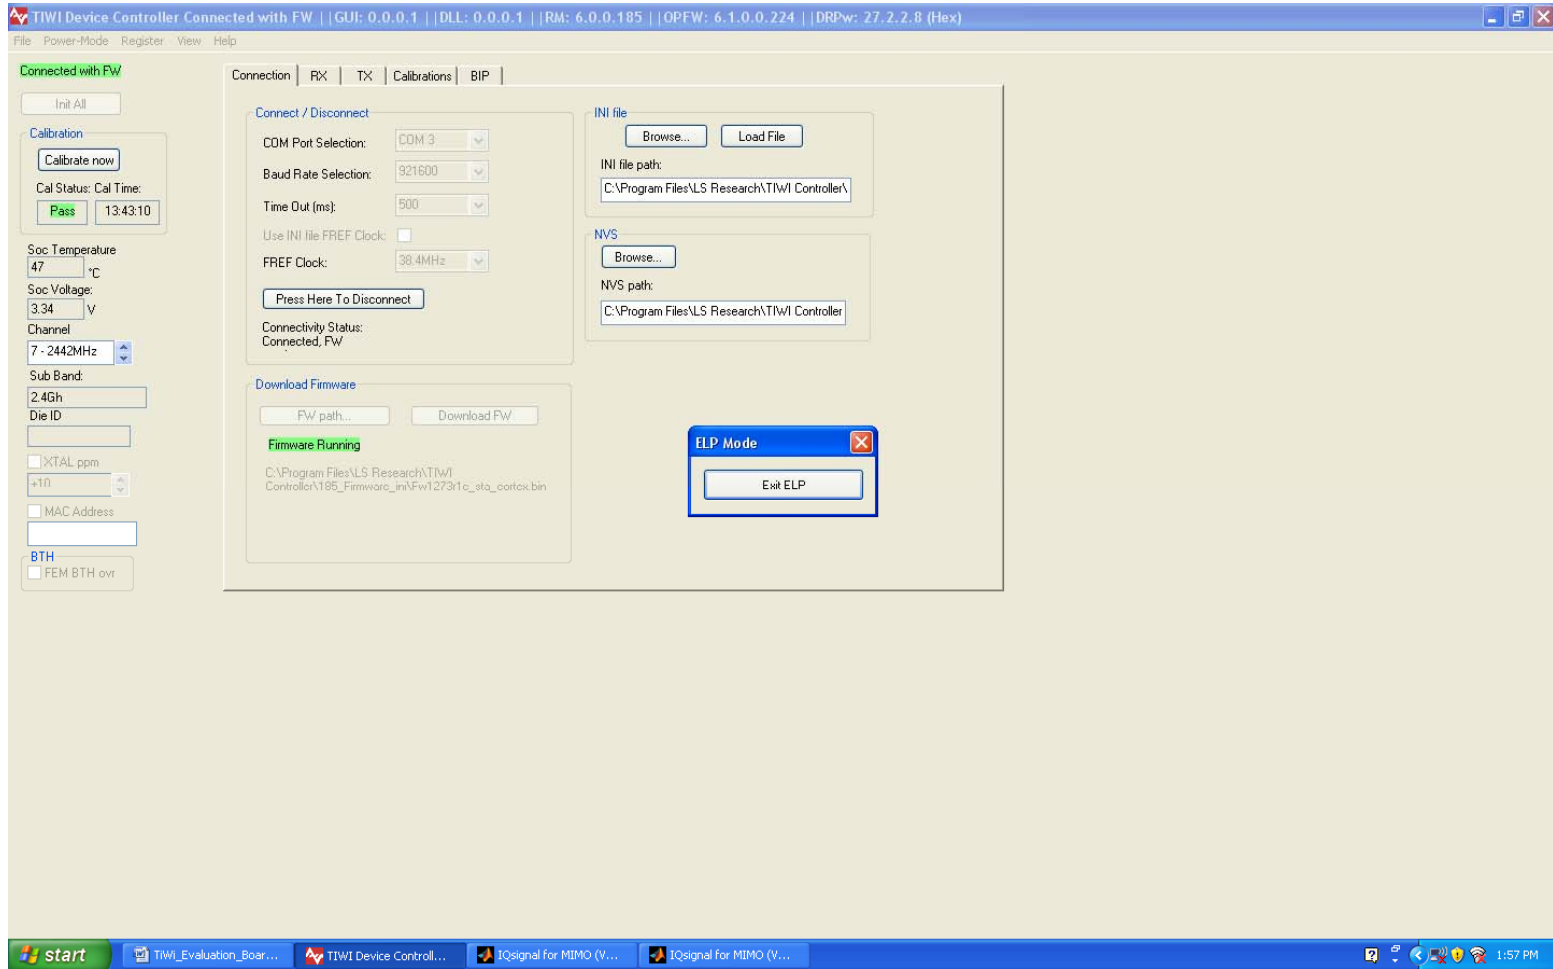 TIWI Device Controller Connected with FW ||GUI: 0.0.0.1 ||DLL: 0.0.0.1 ||RM: 6.0.0.185 ||OPFW: 6.1.0.0.224 ||DRPw: 27.2.2.8 (Hex)
File Power-Mode Register View Help
Connected with FW
Init All
Calibration
Calibrate now
Cal Status: Cal Time:
Pass 13:43:10
Soc Temperature
47 °C
Soc Voltage:
3.34 V
Channel
7 - 2442MHz
Sub Band:
2.4Gh
Die ID
XTAL ppm
+10
MAC Address
BTH
FEM BTH ovr
Connection RX TX Calibrations BIP
Connect / Disconnect
COM Port Selection: COM 3
Baud Rate Selection: 921600
Time Out (ms): 500
Use INI file FREF Clock:
FREF Clock: 38.4MHz
Press Here To Disconnect
Connectivity Status:
Connected, FW
Download Firmware
FW path... Download FW
Firmware Running
C:\Program Files\LS Research\TIWI
Controller\185_Firmware_ini\Fw1273r1c_sta_cortex.bin
INI file
Browse... Load File
INI file path:
C:\Program Files\LS Research\TIWI Controller\
NVS
Browse...
NVS path:
C:\Program Files\LS Research\TIWI Controller
ELP Mode
Exit ELP
start TiWi_Evaluation_Boar... TIWI Device Controll... IQsignal for MIMO (V... IQsignal for MIMO (V... 1:57 PM